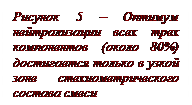 Рисунок 5 – Оптимум
нейтрализации всех трех
компонентов (около 80%)
достигается только в узкой
зоне стехиометрического
состава смеси